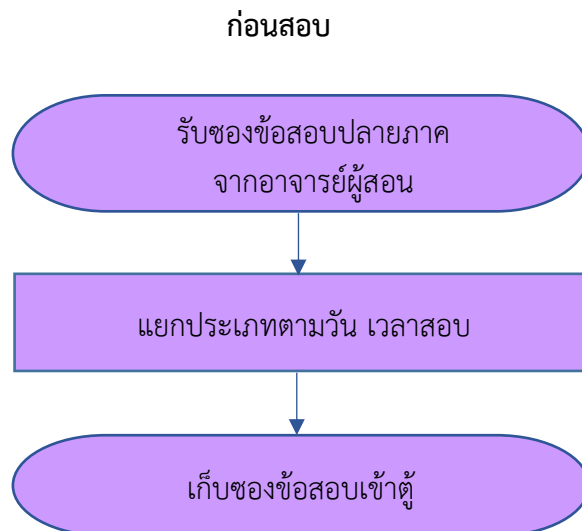 ก่อนสอบ
รับซองข้อสอบปลายภาค
จากอาจารย์ผู้สอน
แยกประเภทตามวัน เวลาสอบ
เก็บซองข้อสอบเข้าตู้